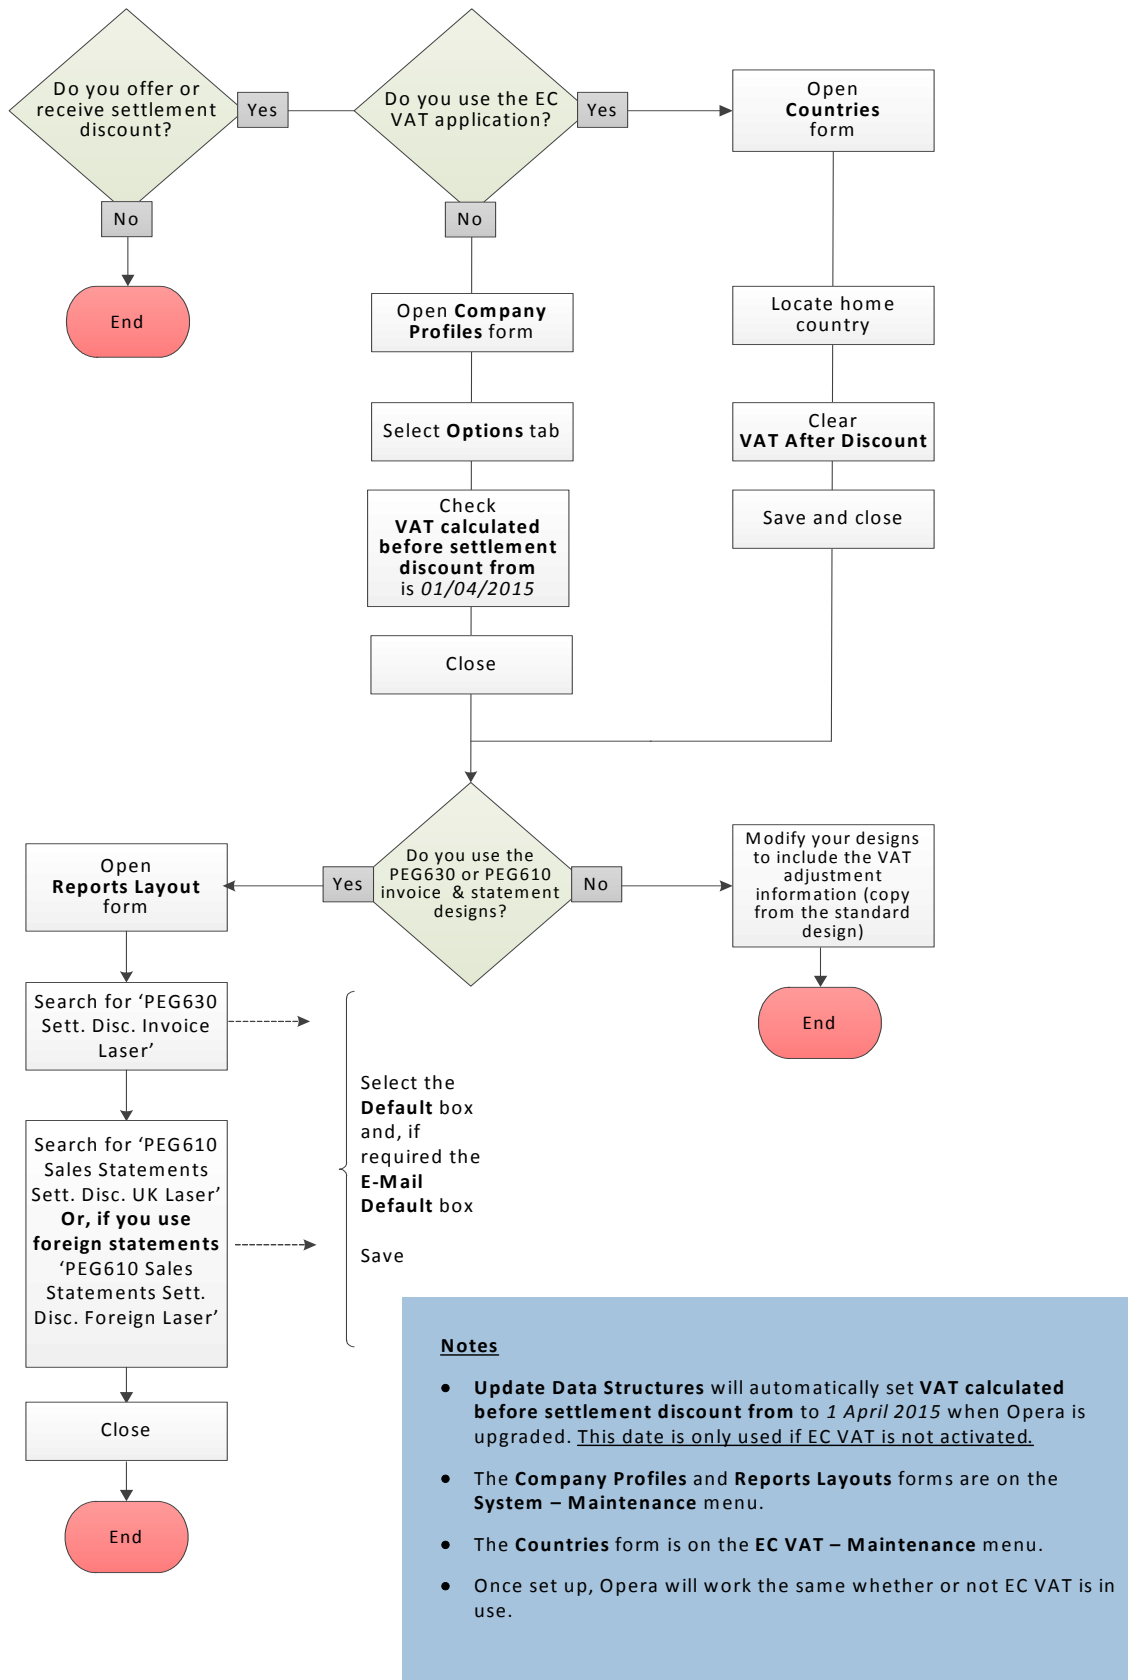 Do you offer or
receive settlement
discount?
Yes
Do you use the EC
VAT application?
Yes
Open
Countries
form
No
End
No
Open Company
Profiles form
Select Options tab
Check
VAT calculated
before settlement
discount from
is 01/04/2015
Close
Locate home
country
Clear
VAT After Discount
Save and close
Do you use the
PEG630 or PEG610
invoice & statement
designs?
Yes
No
Open
Reports Layout
form
Modify your designs
to include the VAT
adjustment
information (copy
from the standard
design)
End
Search for ‘PEG630
Sett. Disc. Invoice
Laser’
Search for ‘PEG610
Sales Statements
Sett. Disc. UK Laser’
Or, if you use
foreign statements
‘PEG610 Sales
Statements Sett.
Disc. Foreign Laser’
Select the
Default box
and, if
required the
E-Mail
Default box
Save
Close
End
Notes
• Update Data Structures will automatically set VAT calculated
before settlement discount from to 1 April 2015 when Opera is
upgraded. This date is only used if EC VAT is not activated.
• The Company Profiles and Reports Layouts forms are on the
System – Maintenance menu.
• The Countries form is on the EC VAT – Maintenance menu.
• Once set up, Opera will work the same whether or not EC VAT is in
use.